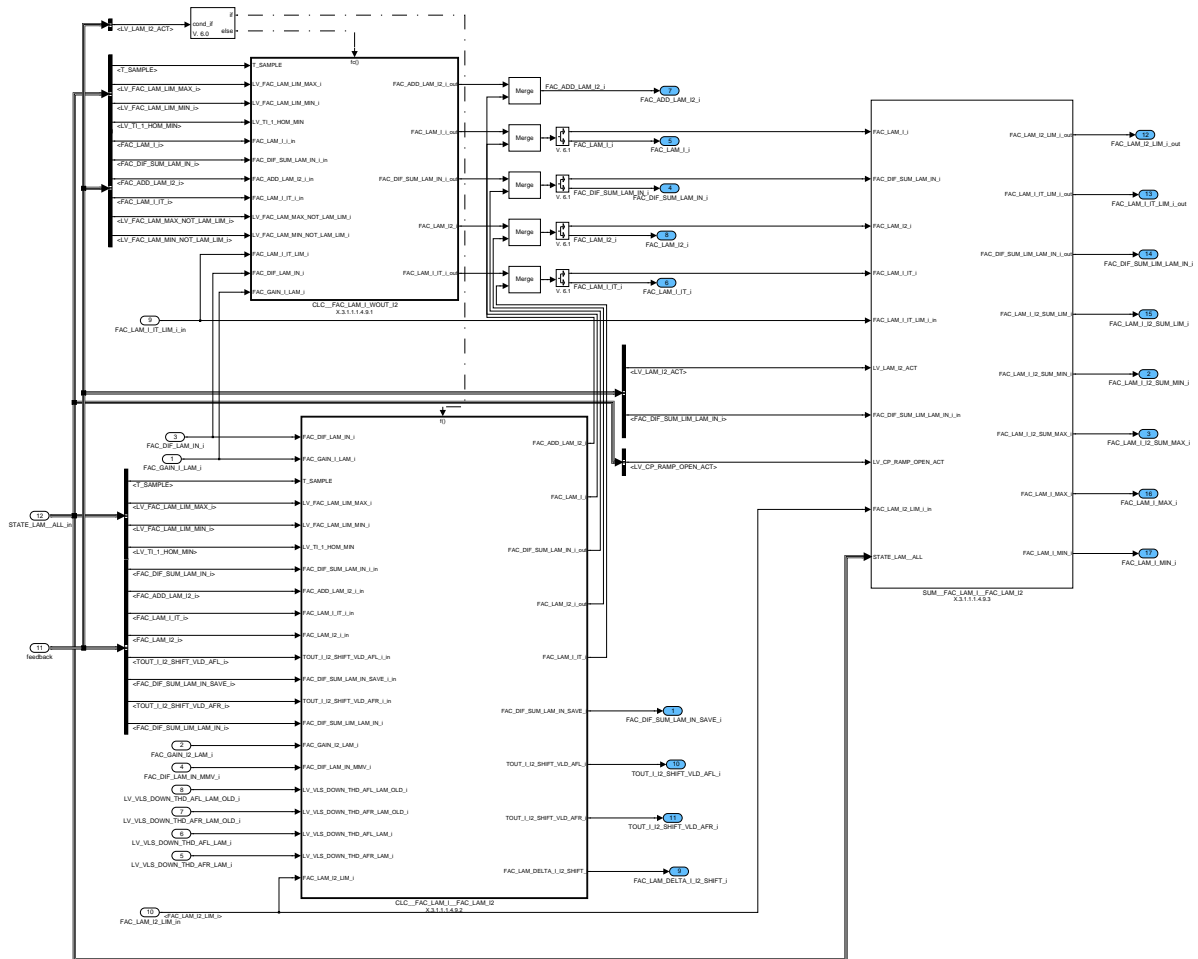 <LV_LAM_I2_ACT>
cond_if
if
else
V. 6.0
fc()
<T_SAMPLE>
<LV_FAC_LAM_LIM_MAX_i>
<LV_FAC_LAM_LIM_MIN_i>
<LV_TI_1_HOM_MIN>
<FAC_LAM_I_i>
<FAC_DIF_SUM_LAM_IN_i>
<FAC_ADD_LAM_I2_i>
<FAC_LAM_I_IT>
<LV_FAC_LAM_MAX_NOT_LAM_LIM_i>
<LV_FAC_LAM_MIN_NOT_LAM_LIM_i>
T_SAMPLE
LV_FAC_LAM_LIM_MAX_i
LV_FAC_LAM_LIM_MIN_i
LV_TI_1_HOM_MIN
FAC_LAM_I_i_in
FAC_DIF_SUM_LAM_IN_i_in
FAC_ADD_LAM_I2_i_in
FAC_LAM_I_IT_i_in
LV_FAC_LAM_MAX_NOT_LAM_LIM_i
LV_FAC_LAM_MIN_NOT_LAM_LIM_i
FAC_LAM_I_IT_LIM_i
FAC_DIF_LAM_IN_i
FAC_GAIN_I_LAM_i
FAC_ADD_LAM_I2_i_out
FAC_LAM_I_i_out
FAC_DIF_SUM_LAM_IN_i_out
FAC_LAM_I2_i
FAC_LAM_I_IT_i_out
CLC__FAC_LAM_I_WOUT_I2
X.3.1.1.1.4.9.1
9
FAC_LAM_I_IT_LIM_i_in
Merge
FAC_ADD_LAM_I2_i
7
FAC_ADD_LAM_I2_i
Merge
V. 6.1
FAC_LAM_I_i
5
FAC_LAM_I_i
Merge
V. 6.1
FAC_DIF_SUM_LAM_IN_i
4
FAC_DIF_SUM_LAM_IN_i
Merge
V. 6.1
FAC_LAM_I2_i
8
FAC_LAM_I2_i
Merge
V. 6.1
FAC_LAM_I_IT_i
6
FAC_LAM_I_IT_i
<LV_LAM_I2_ACT>
<FAC_DIF_SUM_LIM_LAM_IN_i>
<LV_CP_RAMP_OPEN_ACT>
FAC_LAM_I_i
FAC_DIF_SUM_LAM_IN_i
FAC_LAM_I2_i
FAC_LAM_I_IT_i
FAC_LAM_I_IT_LIM_i_in
LV_LAM_I2_ACT
FAC_DIF_SUM_LIM_LAM_IN_i_in
LV_CP_RAMP_OPEN_ACT
FAC_LAM_I2_LIM_i_in
STATE_LAM__ALL
FAC_LAM_I2_LIM_i_out
FAC_LAM_I_IT_LIM_i_out
FAC_DIF_SUM_LIM_LAM_IN_i_out
FAC_LAM_I_I2_SUM_LIM_i
FAC_LAM_I_I2_SUM_MIN_i
FAC_LAM_I_I2_SUM_MAX_i
FAC_LAM_I_MAX_i
FAC_LAM_I_MIN_i
SUM__FAC_LAM_I__FAC_LAM_I2
X.3.1.1.1.4.9.3
12
FAC_LAM_I2_LIM_i_out
13
FAC_LAM_I_IT_LIM_i_out
14
FAC_DIF_SUM_LIM_LAM_IN_i_out
15
FAC_LAM_I_I2_SUM_LIM_i
2
FAC_LAM_I_I2_SUM_MIN_i
3
FAC_LAM_I_I2_SUM_MAX_i
16
FAC_LAM_I_MAX_i
17
FAC_LAM_I_MIN_i
3
FAC_DIF_LAM_IN_i
1
FAC_GAIN_I_LAM_i
12
STATE_LAM__ALL_in
11
feedback
<T_SAMPLE>
<LV_FAC_LAM_LIM_MAX_i>
<LV_FAC_LAM_LIM_MIN_i>
<LV_TI_1_HOM_MIN>
<FAC_DIF_SUM_LAM_IN_i>
<FAC_ADD_LAM_I2_i>
<FAC_LAM_I_IT_i>
<FAC_LAM_I2_i>
<TOUT_I_I2_SHIFT_VLD_AFL_i>
<FAC_DIF_SUM_LAM_IN_SAVE_i>
<TOUT_I_I2_SHIFT_VLD_AFR_i>
<FAC_DIF_SUM_LIM_LAM_IN_i>
2
FAC_GAIN_I2_LAM_i
4
FAC_DIF_LAM_IN_MMV_i
8
LV_VLS_DOWN_THD_AFL_LAM_OLD_i
7
LV_VLS_DOWN_THD_AFR_LAM_OLD_i
6
LV_VLS_DOWN_THD_AFL_LAM_i
5
LV_VLS_DOWN_THD_AFR_LAM_i
10
FAC_LAM_I2_LIM_in
<FAC_LAM_I2_LIM_i>
f()
FAC_DIF_LAM_IN_i
FAC_GAIN_I_LAM_i
T_SAMPLE
LV_FAC_LAM_LIM_MAX_i
LV_FAC_LAM_LIM_MIN_i
LV_TI_1_HOM_MIN
FAC_DIF_SUM_LAM_IN_i_in
FAC_ADD_LAM_I2_i_in
FAC_LAM_I_IT_i_in
FAC_LAM_I2_i_in
TOUT_I_I2_SHIFT_VLD_AFL_i_in
FAC_DIF_SUM_LAM_IN_SAVE_i_in
TOUT_I_I2_SHIFT_VLD_AFR_i_in
FAC_DIF_SUM_LIM_LAM_IN_i
FAC_GAIN_I2_LAM_i
FAC_DIF_LAM_IN_MMV_i
LV_VLS_DOWN_THD_AFL_LAM_OLD_i
LV_VLS_DOWN_THD_AFR_LAM_OLD_i
LV_VLS_DOWN_THD_AFL_LAM_i
LV_VLS_DOWN_THD_AFR_LAM_i
FAC_LAM_I2_LIM_i
FAC_ADD_LAM_I2_i
FAC_LAM_I_i
FAC_DIF_SUM_LAM_IN_i_out
FAC_LAM_I2_i_out
FAC_LAM_I_IT_i
FAC_DIF_SUM_LAM_IN_SAVE_i
TOUT_I_I2_SHIFT_VLD_AFL_i
TOUT_I_I2_SHIFT_VLD_AFR_i
FAC_LAM_DELTA_I_I2_SHIFT_i
CLC__FAC_LAM_I__FAC_LAM_I2
X.3.1.1.1.4.9.2
1
FAC_DIF_SUM_LAM_IN_SAVE_i
10
TOUT_I_I2_SHIFT_VLD_AFL_i
11
TOUT_I_I2_SHIFT_VLD_AFR_i
9
FAC_LAM_DELTA_I_I2_SHIFT_i